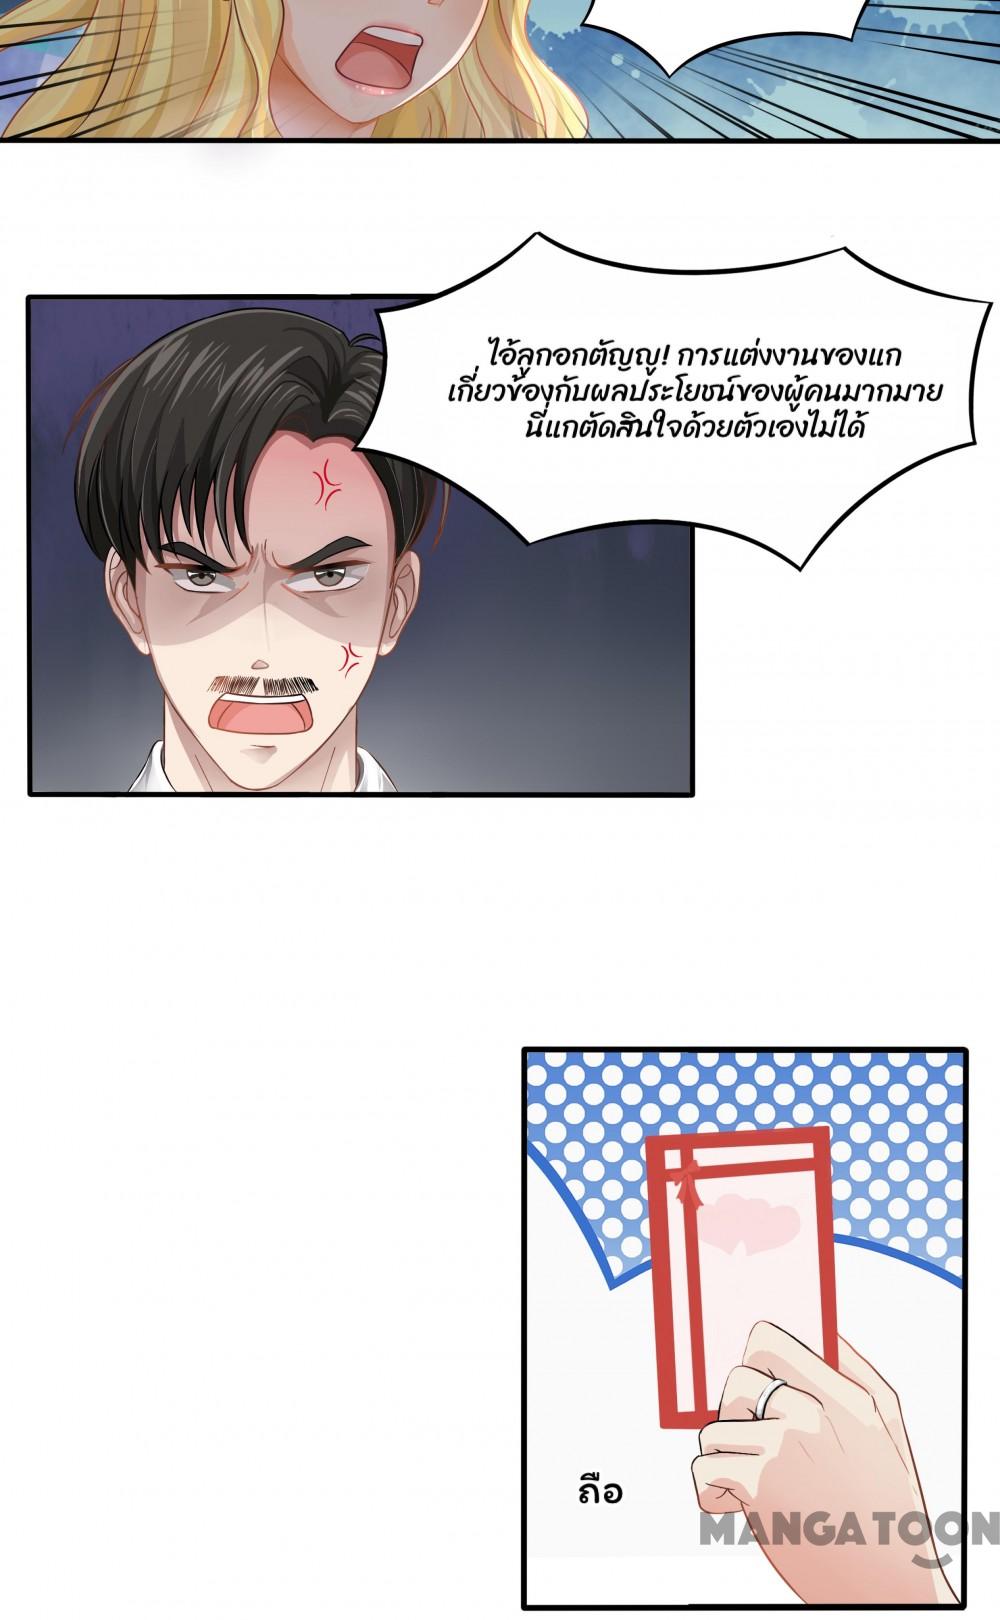 ไอ้ลูกอกตัญญู! การแต่งงานของแก
เกี่ยวข้องกับผลประโยชน์ของผู้คนมากมาย
นี่แกตัดสินใจด้วยตัวเองไม่ได้
ถือ
MANGATOON